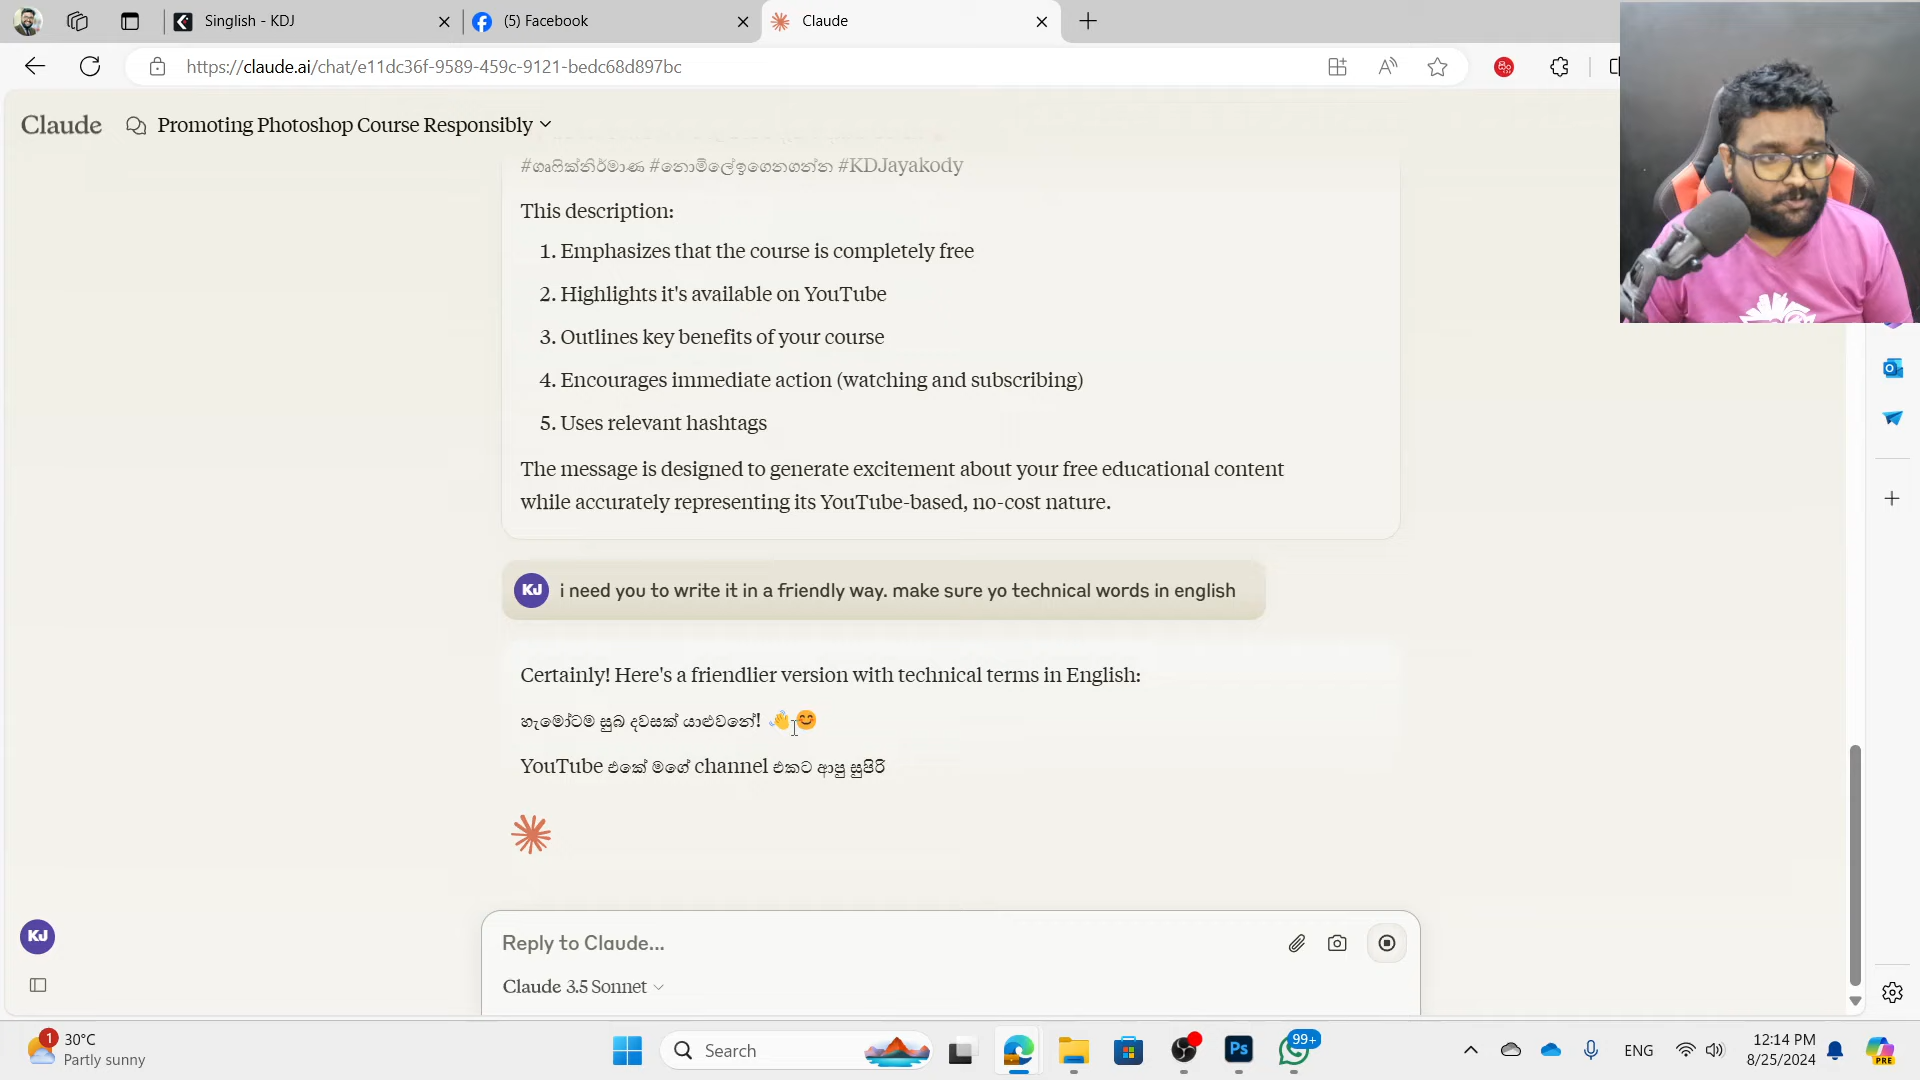 Singlish - KDJ
(5) Facebook
Claude
https://claude.ai/chat/e11dc36f-9589-459c-9121-bedc68d897bc
Claude
Promoting Photoshop Course Responsibly
#ගෘෆික්නිර්මාණ #නොමිලේඉගෙනගන්න #KDJayakody
This description:
1. Emphasizes that the course is completely free
2. Highlights it's available on YouTube
3. Outlines key benefits of your course
4. Encourages immediate action (watching and subscribing)
5. Uses relevant hashtags
The message is designed to generate excitement about your free educational content
while accurately representing its YouTube-based, no-cost nature.
KJ
i need you to write it in a friendly way. make sure yo technical words in english
Certainly! Here's a friendlier version with technical terms in English:
හැමෝටම සුබ දවසක් යාළුවනේ! 👋😊
YouTube එකේ මගේ channel එකට ආපු සුපිරි
KJ
Reply to Claude...
Claude 3.5 Sonnet
1
30°C
Partly sunny
Search
Ps
99+
ENG
12:14 PM
8/25/2024
PRE